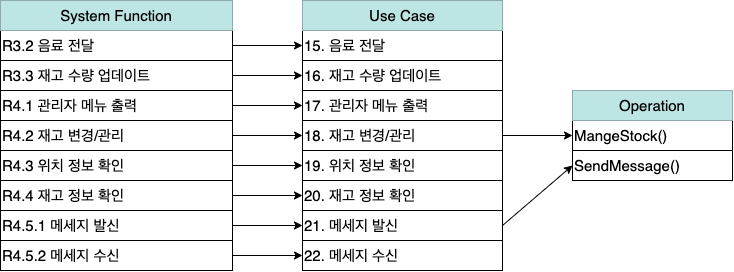 System Function
R3.2 음료 전달
R3.3 재고 수량 업데이트
R4.1 관리자 메뉴 출력
R4.2 재고 변경/관리
R4.3 위치 정보 확인
R4.4 재고 정보 확인
R4.5.1 메세지 발신
R4.5.2 메세지 수신
Use Case
15. 음료 전달
16. 재고 수량 업데이트
17. 관리자 메뉴 출력
18. 재고 변경/관리
19. 위치 정보 확인
20. 재고 정보 확인
21. 메세지 발신
22. 메세지 수신
Operation
MangeStock()
SendMessage()